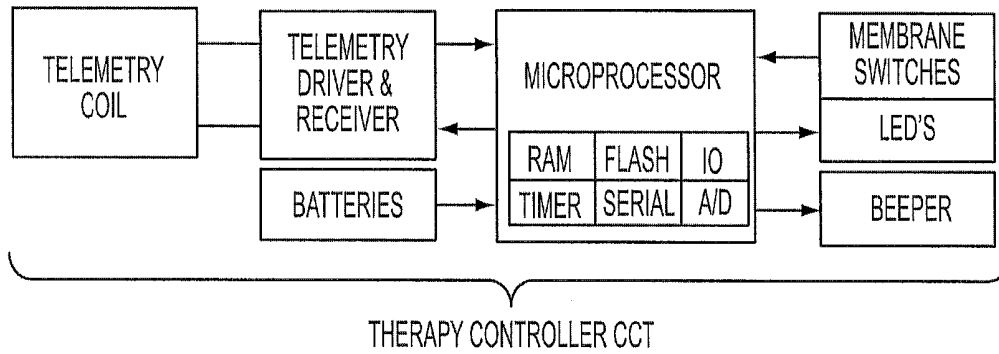 TELEMETRY
COIL
TELEMETRY
DRIVER &
RECEIVER
BATTERIES
MICROPROCESSOR
RAM FLASH IO
TIMER SERIAL A/D
MEMBRANE
SWITCHES
LED'S
BEEPER
THERAPY CONTROLLER CCT